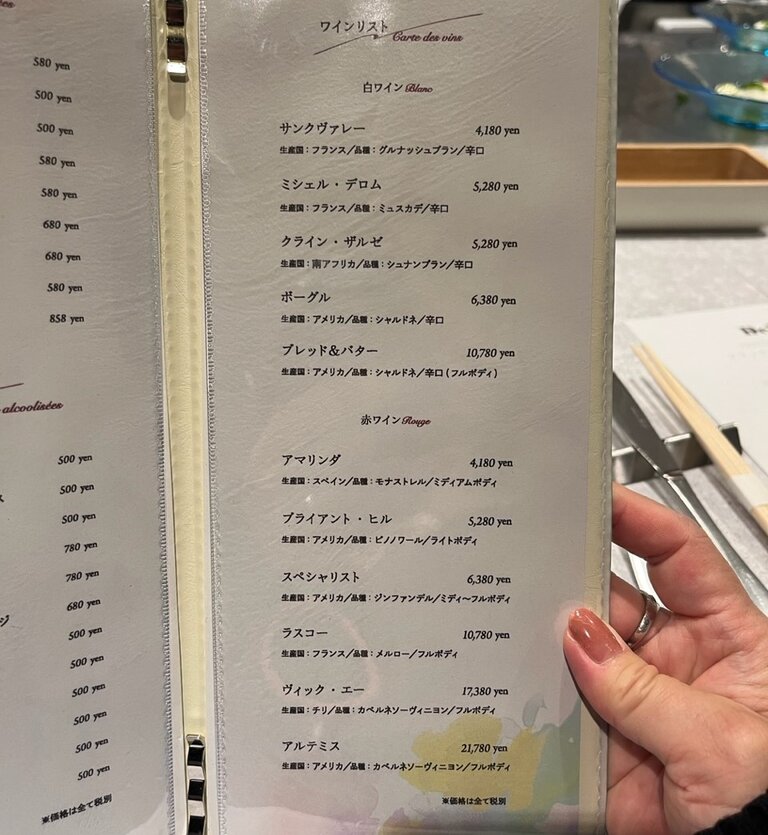 580 yen
500 yen
500 yen
580 yen
580 yen
680 yen
680 yen
580 yen
858 yen
alcoolisées
500 yen
500 yen
500 yen
780 yen
780 yen
680 yen
500 yen
500 yen
500 yen
500 yen
500 yen
500 yen
※価格は全て税別
ワインリスト
Carte des vins
白ワイン Blanc
サンクヴァレー 4,180 yen
生産国：フランス／品種：グルナッシュブラン／辛口
ミシェル・デロム 5,280 yen
生産国：フランス／品種：ミュスカデ／辛口
クライン・ザルゼ 5,280 yen
生産国：南アフリカ／品種：シュナンブラン／辛口
ボーグル 6,380 yen
生産国：アメリカ／品種：シャルドネ／辛口
ブレッド＆バター 10,780 yen
生産国：アメリカ／品種：シャルドネ／辛口(フルボディ)
赤ワイン Rouge
アマリンダ 4,180 yen
生産国：スペイン／品種：モナストレル／ミディアムボディ
ブライアント・ヒル 5,280 yen
生産国：アメリカ／品種：ピノノワール／ライトボディ
スペシャリスト 6,380 yen
生産国：アメリカ／品種：ジンファンデル／ミディ〜フルボディ
ラスコー 10,780 yen
生産国：フランス／品種：メルロー／フルボディ
ヴィック・エー 17,380 yen
生産国：チリ／品種：カベルネソーヴィニヨン／フルボディ
アルテミス 21,780 yen
生産国：アメリカ／品種：カベルネソーヴィニヨン／フルボディ
※価格は全て税別